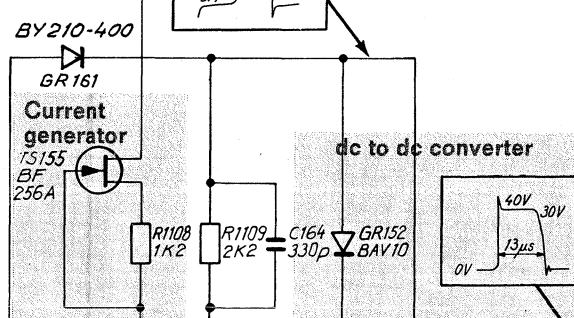 BY210-400
GR161
Current
generator
TS155
BF
256A
dc to dc converter
R1108
1K2
R1109
2K2
C164
330p
GR152
BAV10
40V
30V
13µs
0V